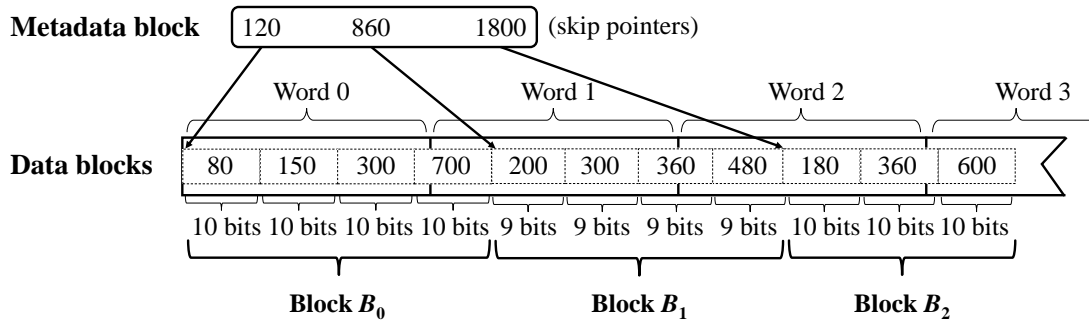 Metadata block 120 860 1800 (skip pointers)
Word 0 Word 1 Word 2 Word 3
Data blocks 80 150 300 700 200 300 360 480 180 360 600
10 bits 10 bits 10 bits 10 bits 9 bits 9 bits 9 bits 9 bits 10 bits 10 bits 10 bits
Block B0 Block B1 Block B2